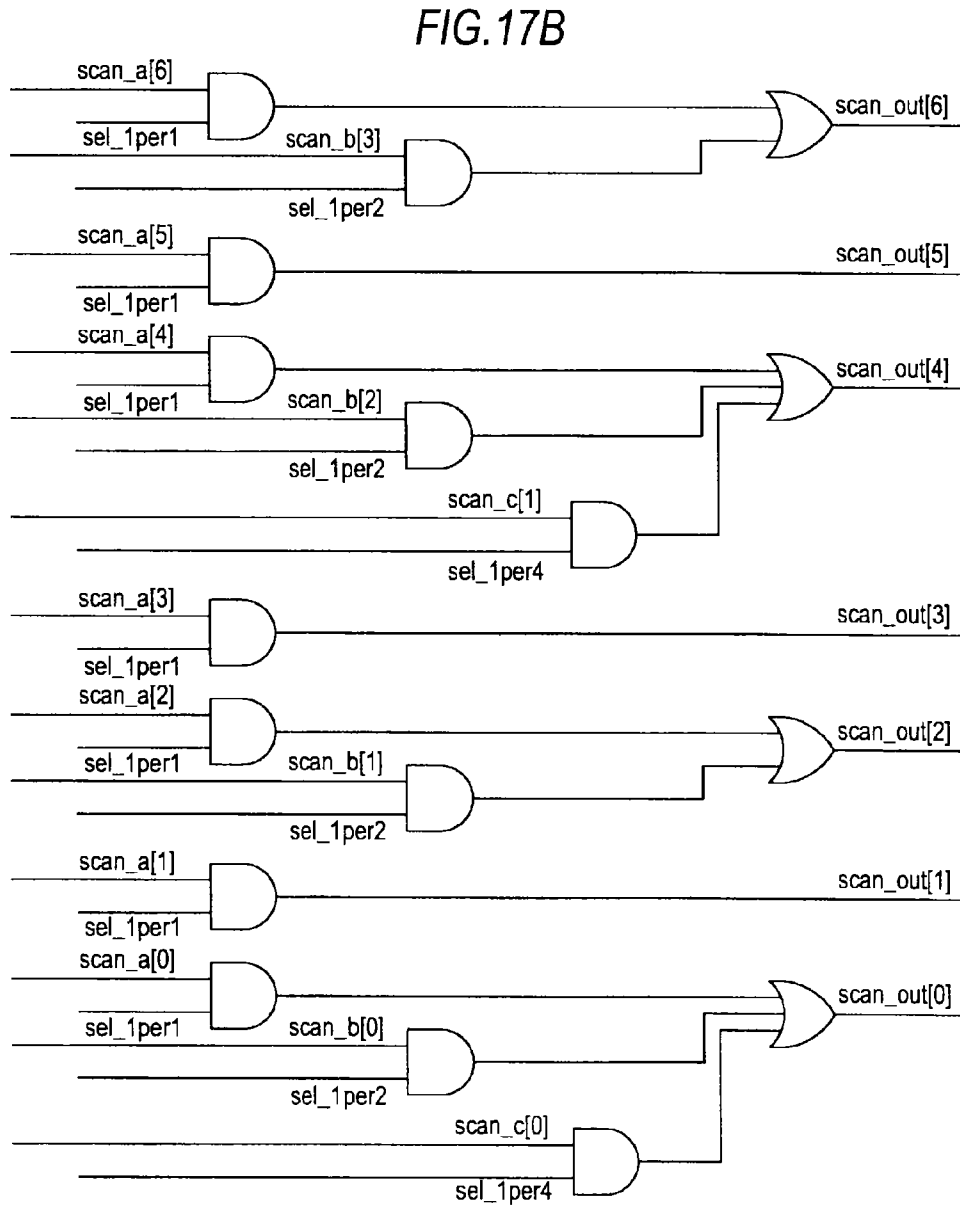 FIG.17B
scan_a[6]
scan_out[6]
sel_1per1
scan_b[3]
sel_1per2
scan_a[5]
scan_out[5]
sel_1per1
scan_a[4]
scan_out[4]
sel_1per1
scan_b[2]
sel_1per2
scan_c[1]
sel_1per4
scan_a[3]
scan_out[3]
sel_1per1
scan_a[2]
scan_out[2]
sel_1per1
scan_b[1]
sel_1per2
scan_a[1]
scan_out[1]
sel_1per1
scan_a[0]
scan_out[0]
sel_1per1
scan_b[0]
sel_1per2
scan_c[0]
sel_1per4